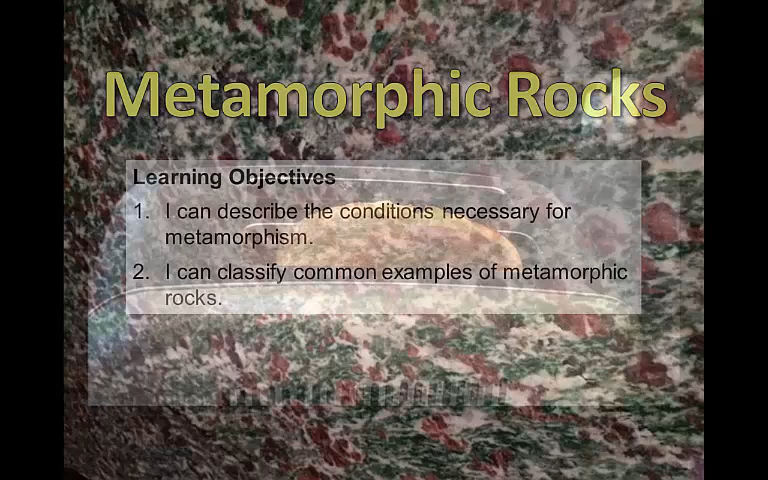 Metamorphic Rocks
Learning Objectives
1. I can describe the conditions necessary for
metamorphism.
2. I can classify common examples of metamorphic
rocks.